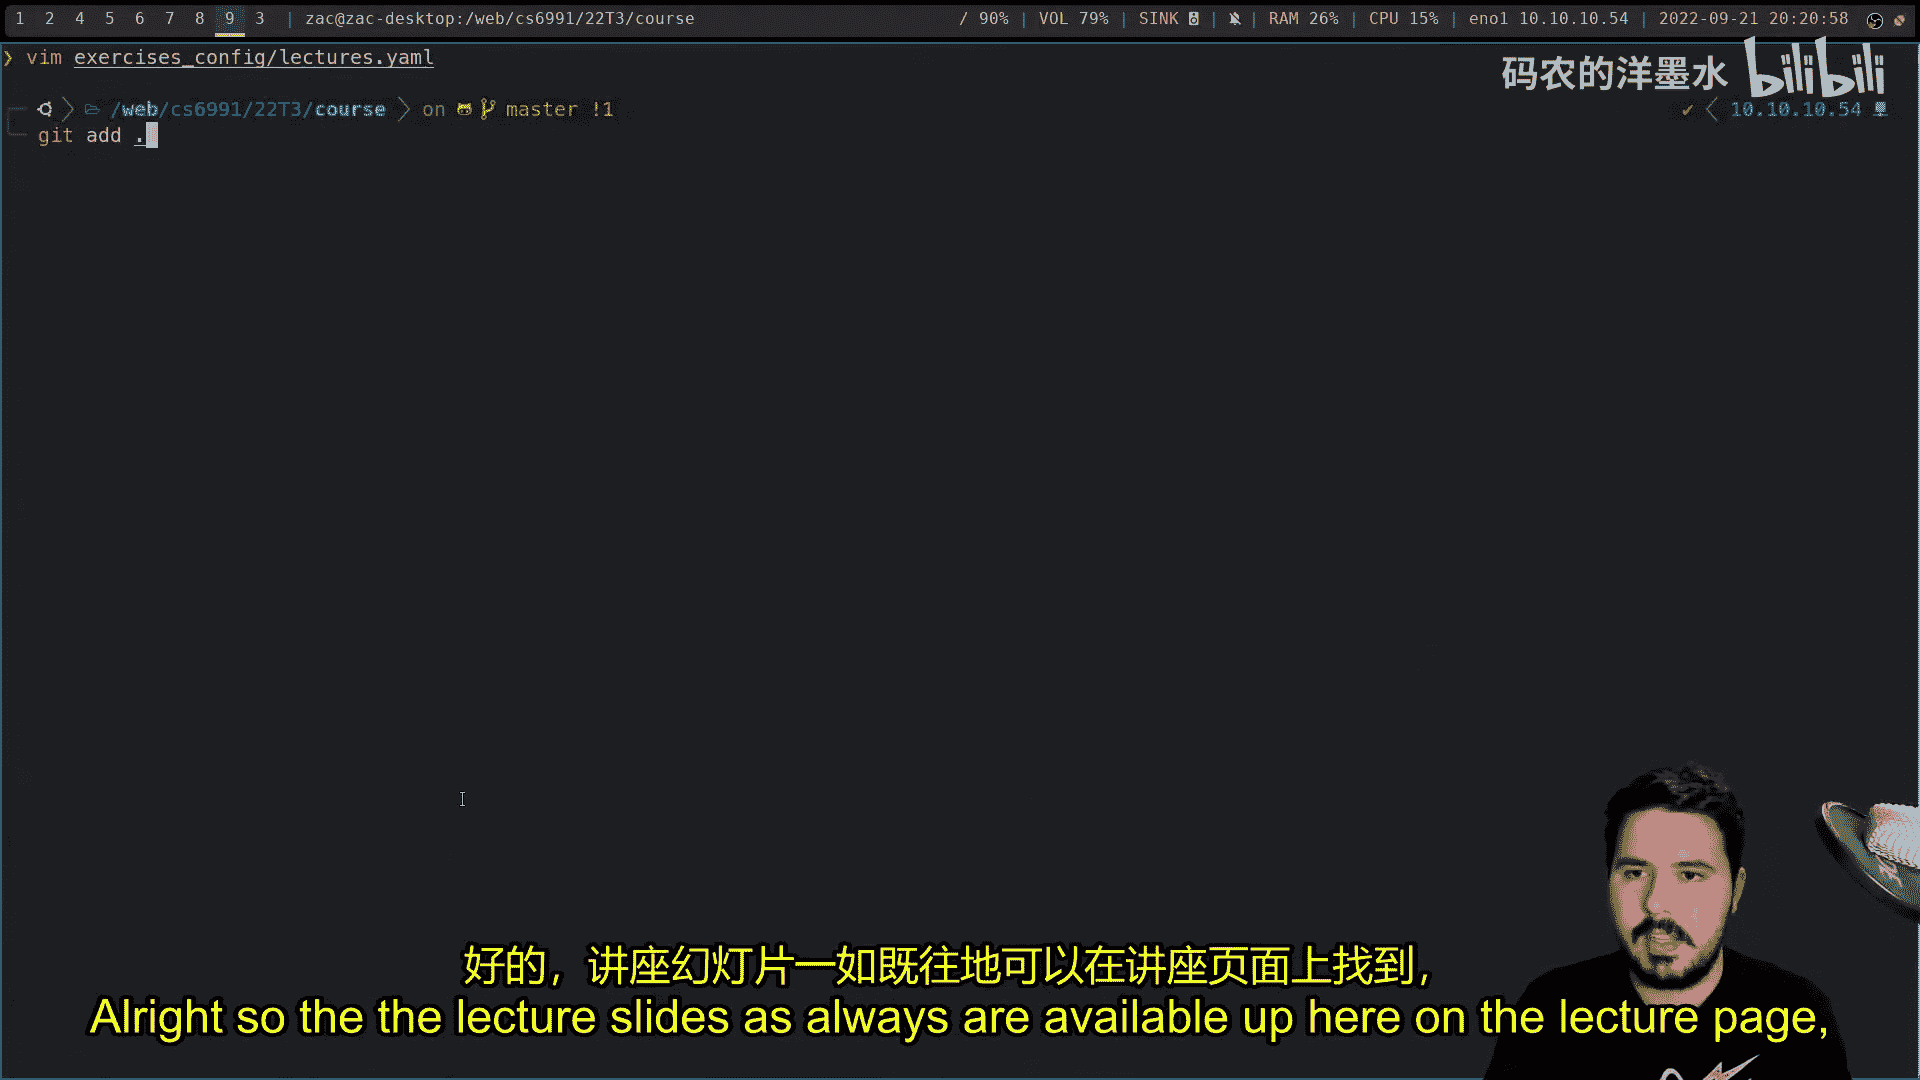 1 2 4 5 6 7 8 9 3 | zac@zac-desktop:/web/cs6991/22T3/course / 90% | VOL 79% | SINK | | RAM 26% | CPU 15% | eno1 10.10.10.54 | 2022-09-21 20:20:58
❯ vim exercises_config/lectures.yaml
码农的洋墨水 bilibili
/web/cs6991/22T3/course on master !1 ✔ 10.10.10.54
git add .
好的，讲座幻灯片一如既往地可以在讲座页面上找到，
Alright so the the lecture slides as always are available up here on the lecture page,